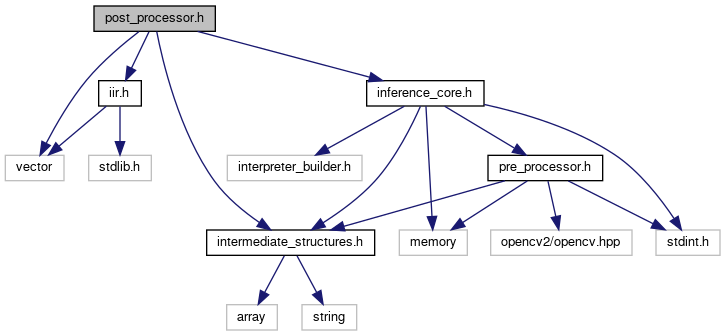 post_processor.h
iir.h
inference_core.h
vector
stdlib.h
interpreter_builder.h
pre_processor.h
intermediate_structures.h
memory
opencv2/opencv.hpp
stdint.h
array
string